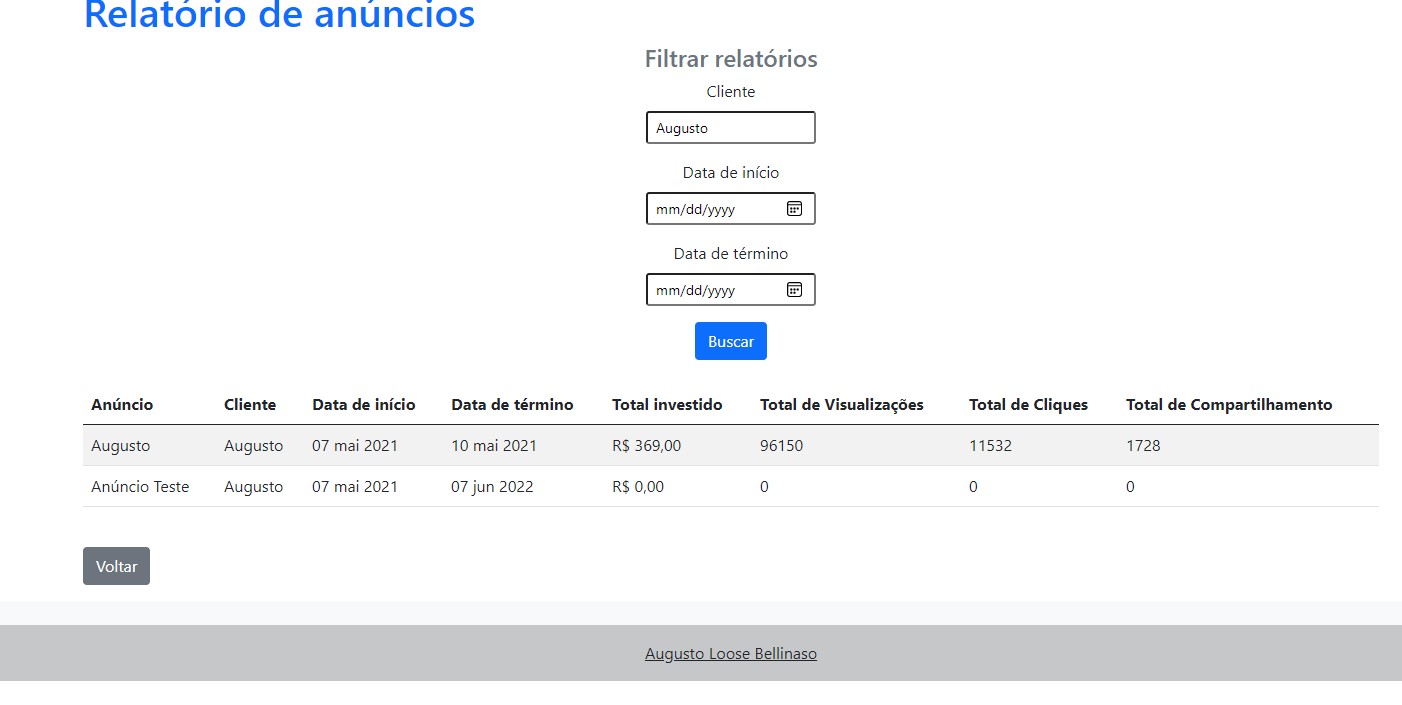 Relatório de anúncios
Filtrar relatórios
Cliente
Augusto
Data de início
mm/dd/yyyy
Data de término
mm/dd/yyyy
Buscar
Anúncio Cliente Data de início Data de término Total investido Total de Visualizações Total de Cliques Total de Compartilhamento
Augusto Augusto 07 mai 2021 10 mai 2021 R$ 369,00 96150 11532 1728
Anúncio Teste Augusto 07 mai 2021 07 jun 2022 R$ 0,00 0 0 0
Voltar
Augusto Loose Bellinaso